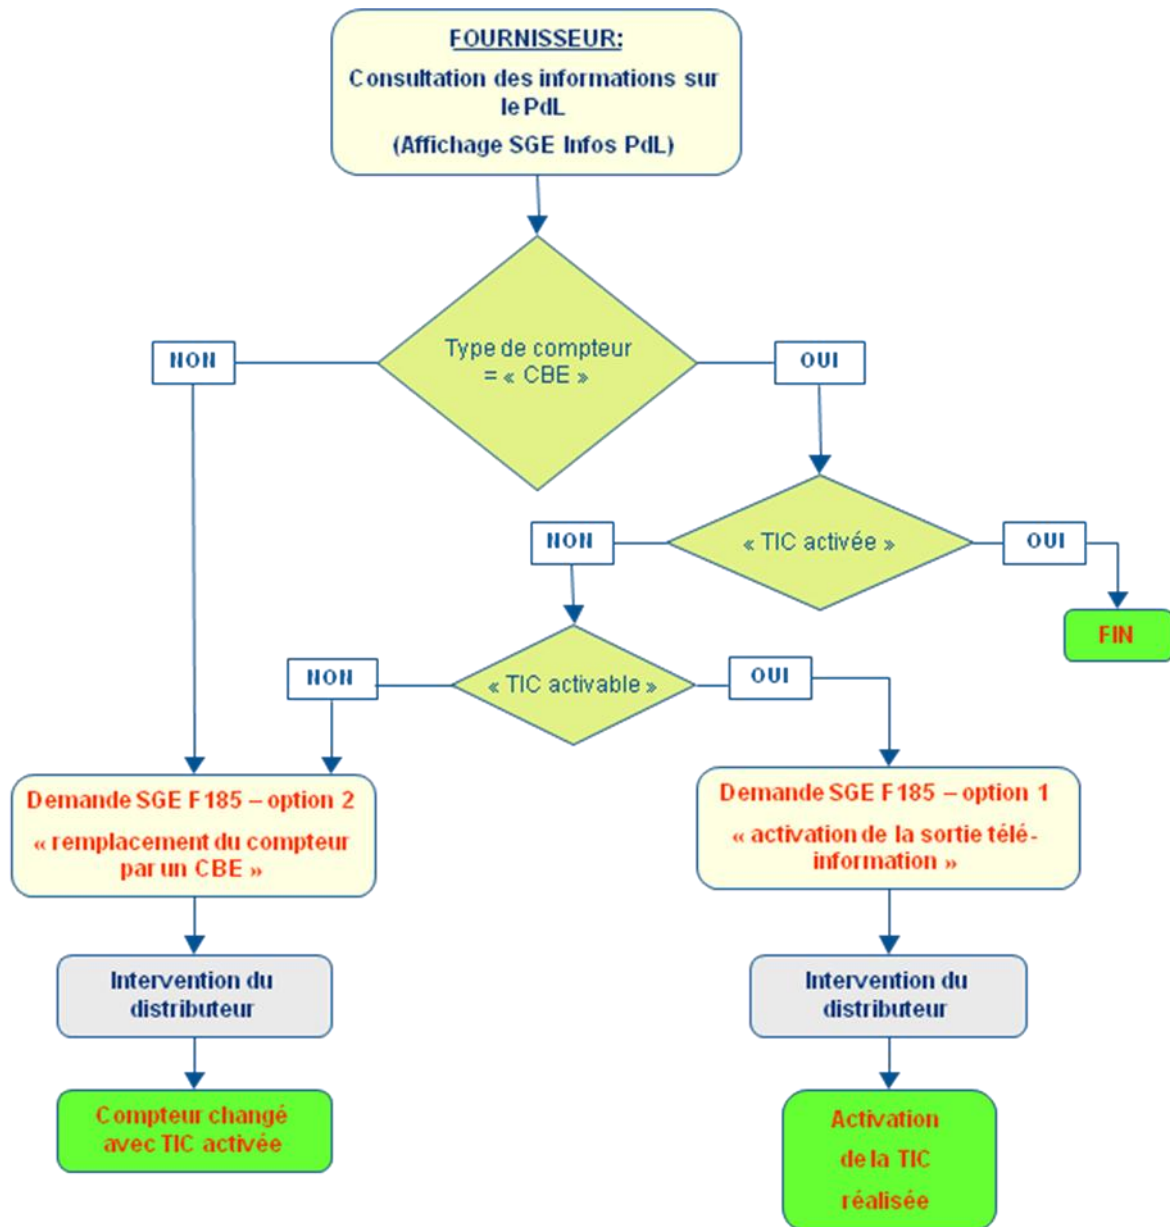 FOURNISSEUR:
Consultation des informations sur
le PdL
(Affichage SGE Infos PdL)
Type de compteur
= « CBE »
NON
OUI
« TIC activée »
NON
OUI
FIN
« TIC activable »
NON
OUI
Demande SGE F185 – option 2
« remplacement du compteur
par un CBE »
Demande SGE F185 – option 1
« activation de la sortie télé-
information »
Intervention du
distributeur
Intervention du
distributeur
Compteur changé
avec TIC activée
Activation
de la TIC
réalisée